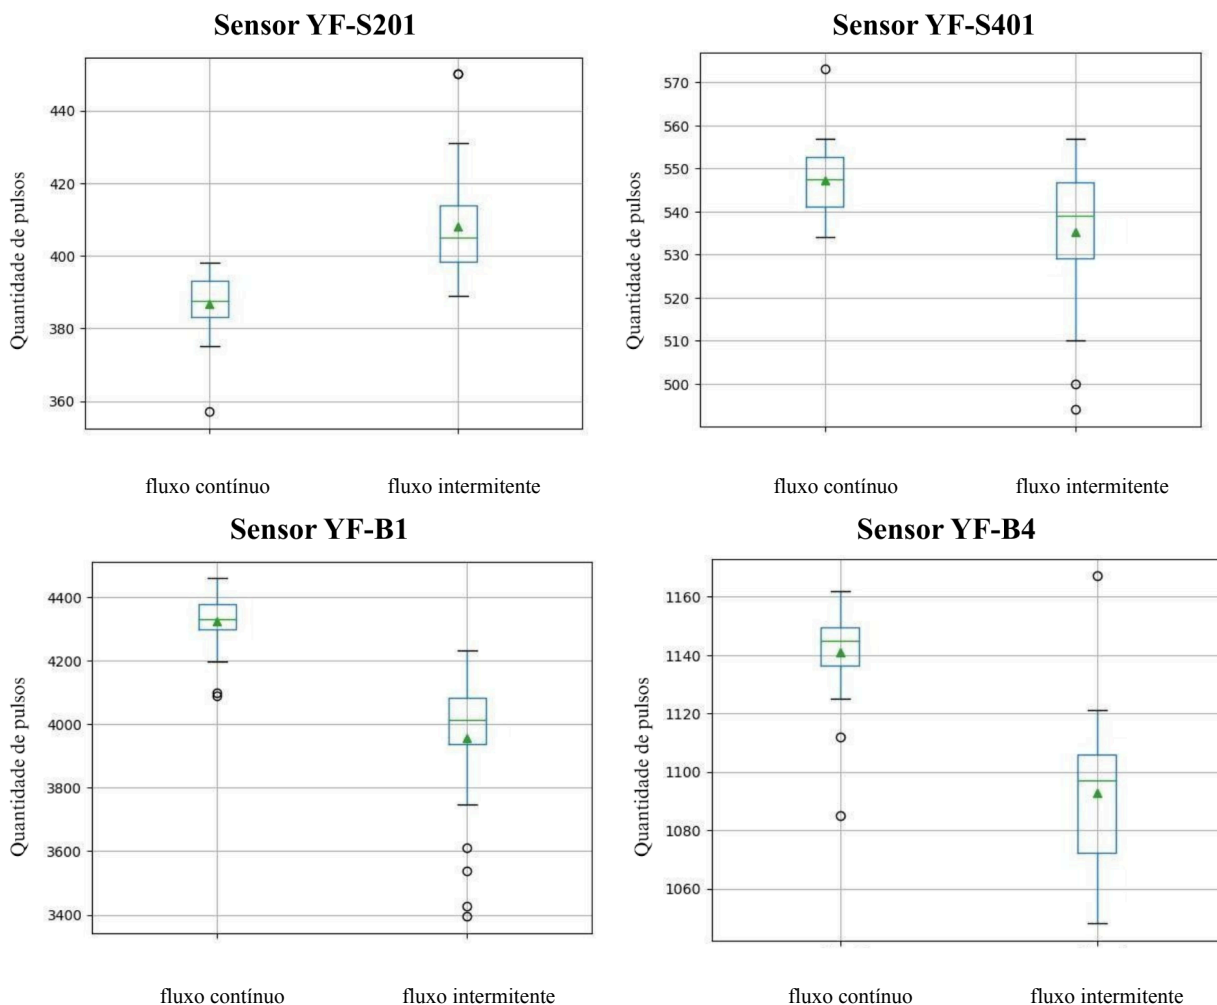 Sensor YF-S201
Sensor YF-S401
Quantidade de pulsos
440
420
400
380
360
fluxo contínuo
fluxo intermitente
Quantidade de pulsos
570
560
550
540
530
520
510
500
fluxo contínuo
fluxo intermitente
Sensor YF-B1
Sensor YF-B4
Quantidade de pulsos
4400
4200
4000
3800
3600
3400
fluxo contínuo
fluxo intermitente
Quantidade de pulsos
1160
1140
1120
1100
1080
1060
fluxo contínuo
fluxo intermitente